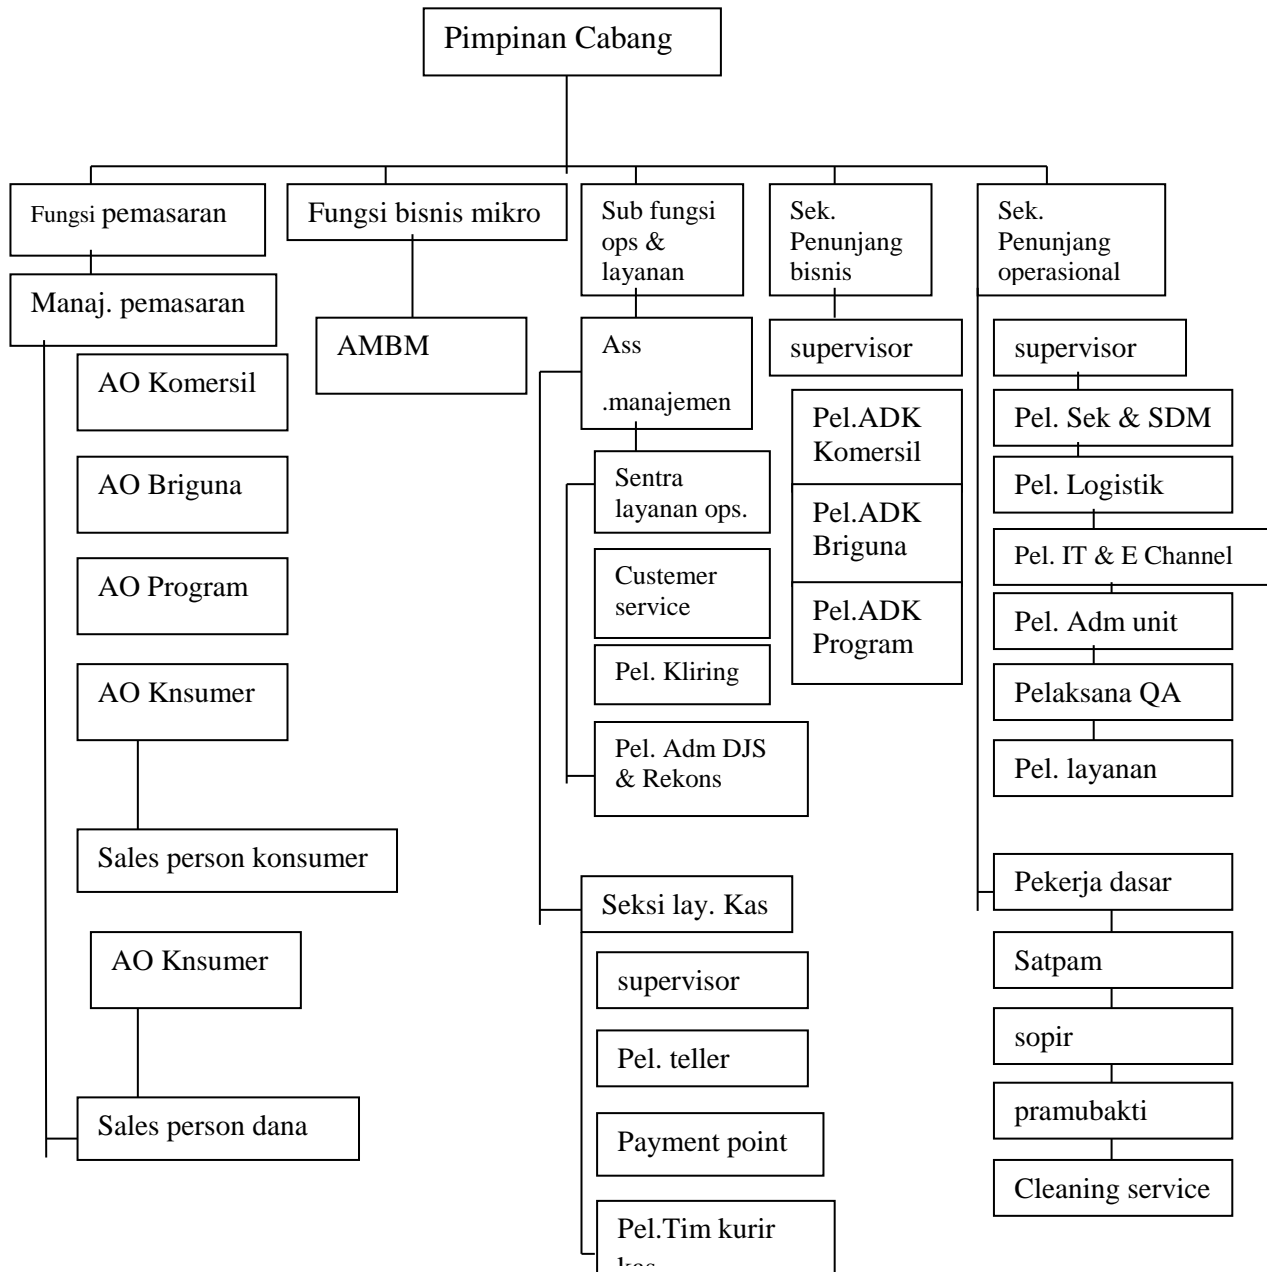 Pimpinan Cabang
Fungsi pemasaran
Fungsi bisnis mikro
Sub fungsi
ops &
layanan
Sek.
Penunjang
bisnis
Sek.
Penunjang
operasional
Manaj. pemasaran
AO Komersil
AO Briguna
AO Program
AO Knsumer
Sales person konsumer
AO Knsumer
Sales person dana
AMBM
Ass
.manajemen
Sentra
layanan ops.
Custemer
service
Pel. Kliring
Pel. Adm DJS
& Rekons
Seksi lay. Kas
supervisor
Pel. teller
Payment point
Pel.Tim kurir
kas
supervisor
Pel.ADK
Komersil
Pel.ADK
Briguna
Pel.ADK
Program
supervisor
Pel. Sek & SDM
Pel. Logistik
Pel. IT & E Channel
Pel. Adm unit
Pelaksana QA
Pel. layanan
Pekerja dasar
Satpam
sopir
pramubakti
Cleaning service